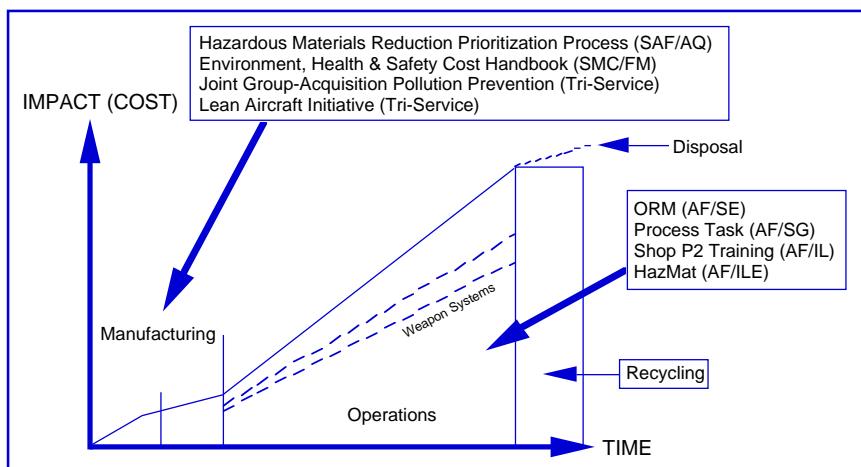 Hazardous Materials Reduction Prioritization Process (SAF/AQ)
Environment, Health & Safety Cost Handbook (SMC/FM)
Joint Group-Acquisition Pollution Prevention (Tri-Service)
Lean Aircraft Initiative (Tri-Service)
IMPACT (COST)
Disposal
ORM (AF/SE)
Process Task (AF/SG)
Shop P2 Training (AF/IL)
HazMat (AF/ILE)
Weapon Systems
Manufacturing
Recycling
Operations
TIME